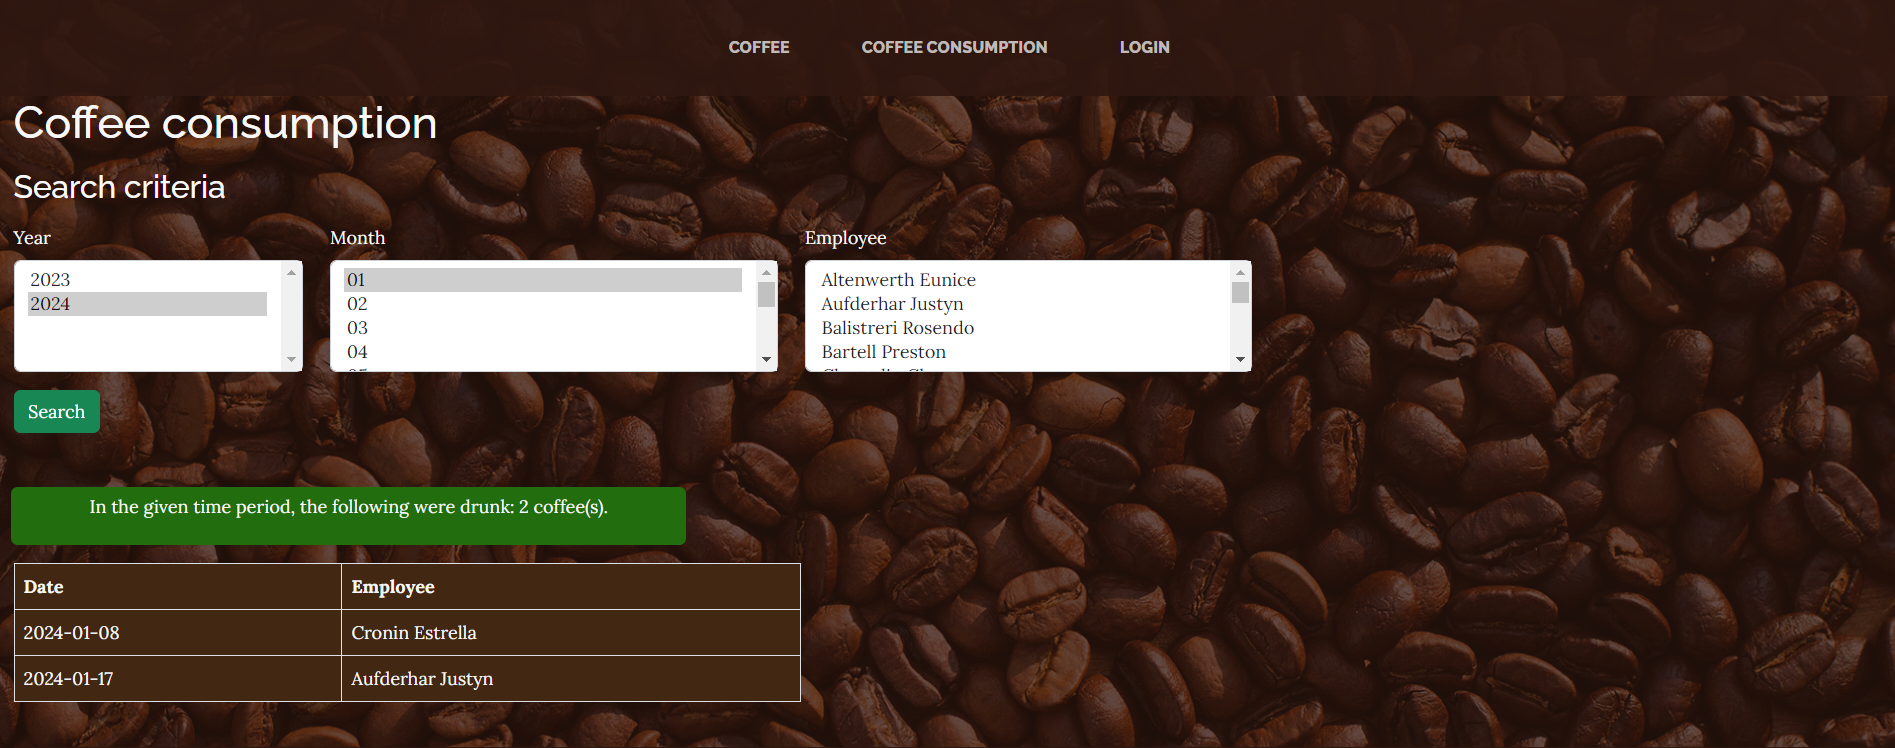 COFFEE COFFEE CONSUMPTION LOGIN
Coffee consumption
Search criteria
Year Month Employee
2023
2024
01
02
03
04
Altenwerth Eunice
Aufderhar Justyn
Balistreri Rosendo
Bartell Preston
Search
In the given time period, the following were drunk: 2 coffee(s).
Date Employee
2024-01-08 Cronin Estrella
2024-01-17 Aufderhar Justyn